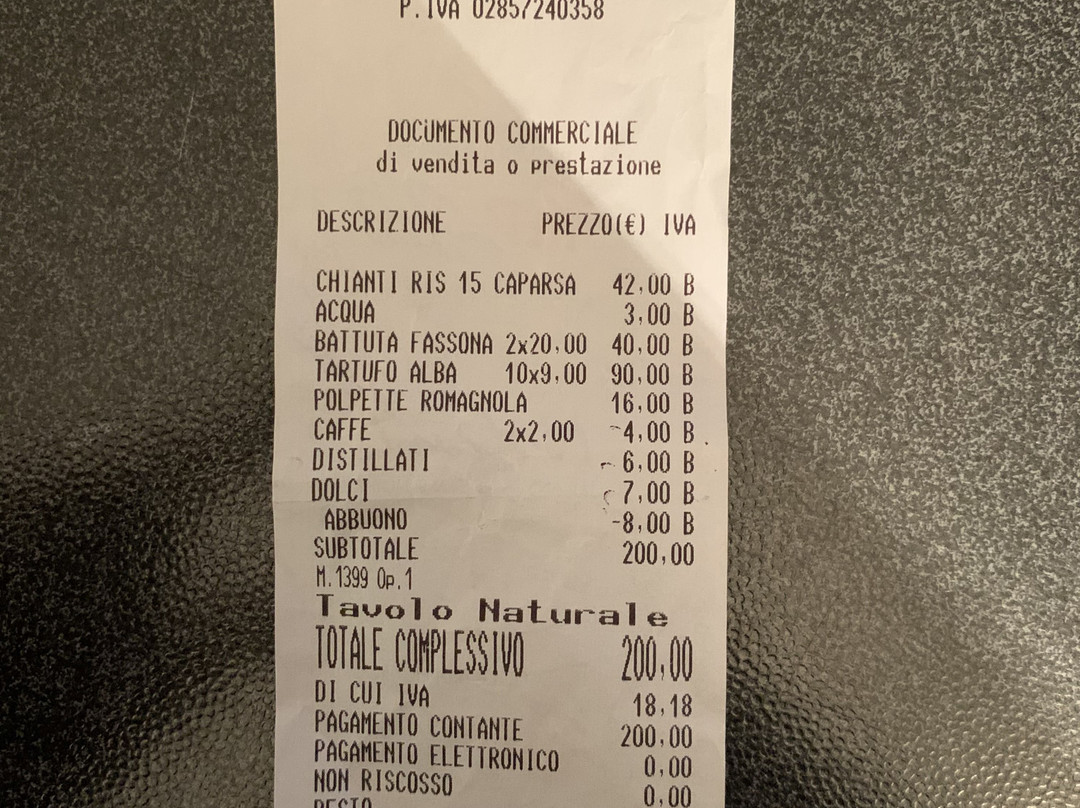 P.IVA 02857240358
DOCUMENTO COMMERCIALE
di vendita o prestazione
DESCRIZIONE PREZZO(€) IVA
CHIANTI RIS 15 CAPARSA 42,00 B
ACQUA 3,00 B
BATTUTA FASSONA 2x20,00 40,00 B
TARTUFO ALBA 10x9,00 90,00 B
POLPETTE ROMAGNOLA 16,00 B
CAFFE 2x2,00 4,00 B
DISTILLATI 6,00 B
DOLCI 7,00 B
ABBUONO -8,00 B
SUBTOTALE 200,00
M.1399 Op.1
Tavolo Naturale
TOTALE COMPLESSIVO 200,00
DI CUI IVA 18,18
PAGAMENTO CONTANTE 200,00
PAGAMENTO ELETTRONICO 0,00
NON RISCOSSO 0,00
RESTO